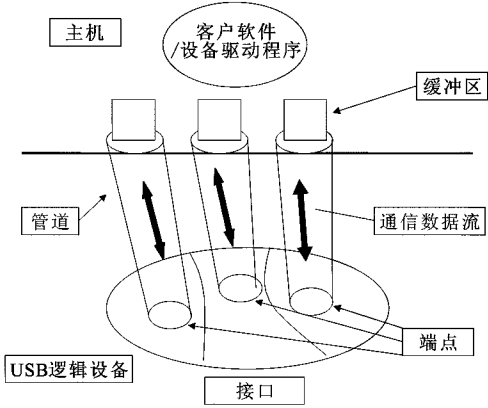 主机
客户软件
/设备驱动程序
缓冲区
管道
通信数据流
端点
USB逻辑设备
接口